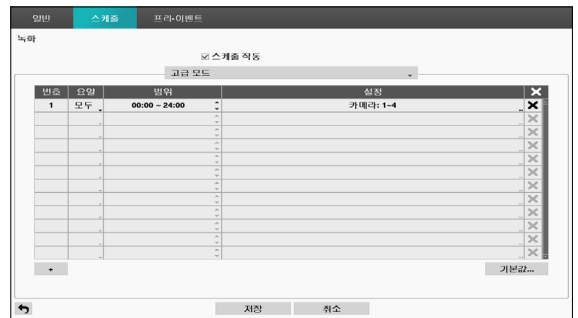 일반 스케줄 프리-이벤트
녹화
스케줄 작동
고급 모드
번호 요일 범위 설정
1 모두 00:00 ~ 24:00 카메라: 1~4
+ 기본값...
저장 취소